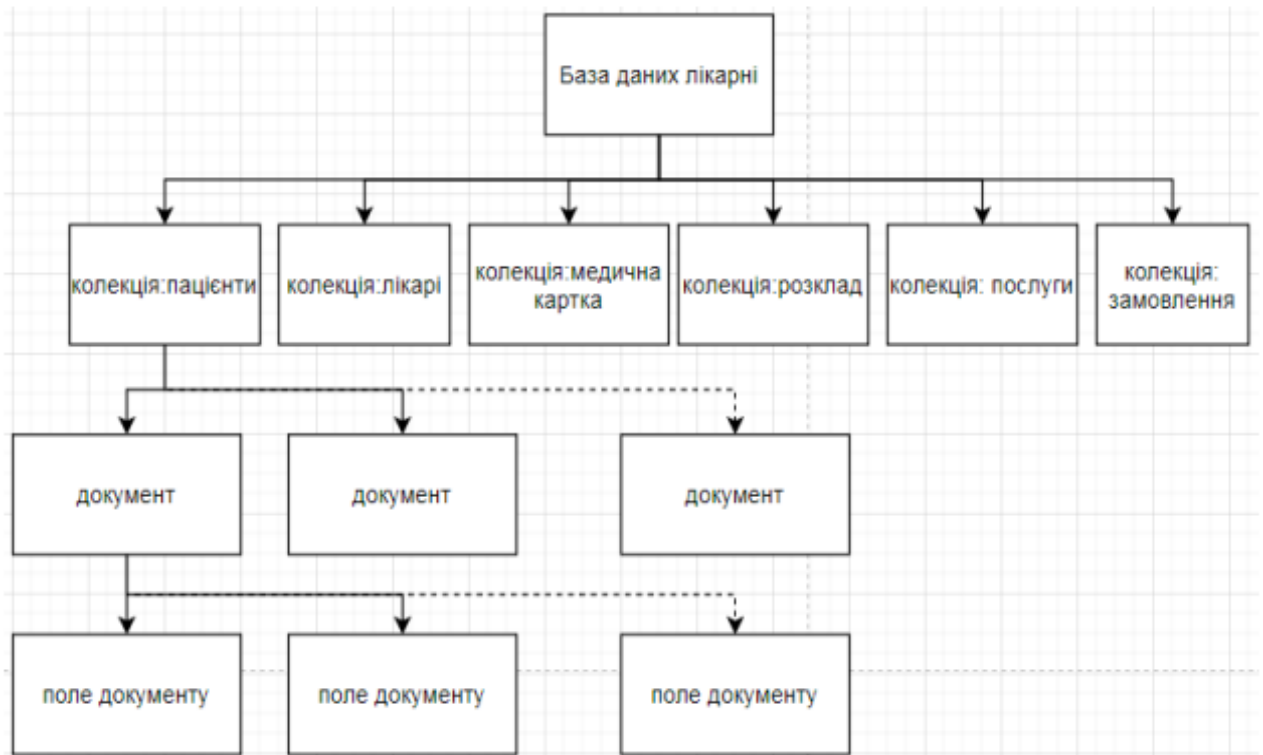 База даних лікарні
колекція:пацієнти
колекція:лікарі
колекція:медична
картка
колекція:розклад
колекція: послуги
колекція:
замовлення
документ
документ
документ
поле документу
поле документу
поле документу